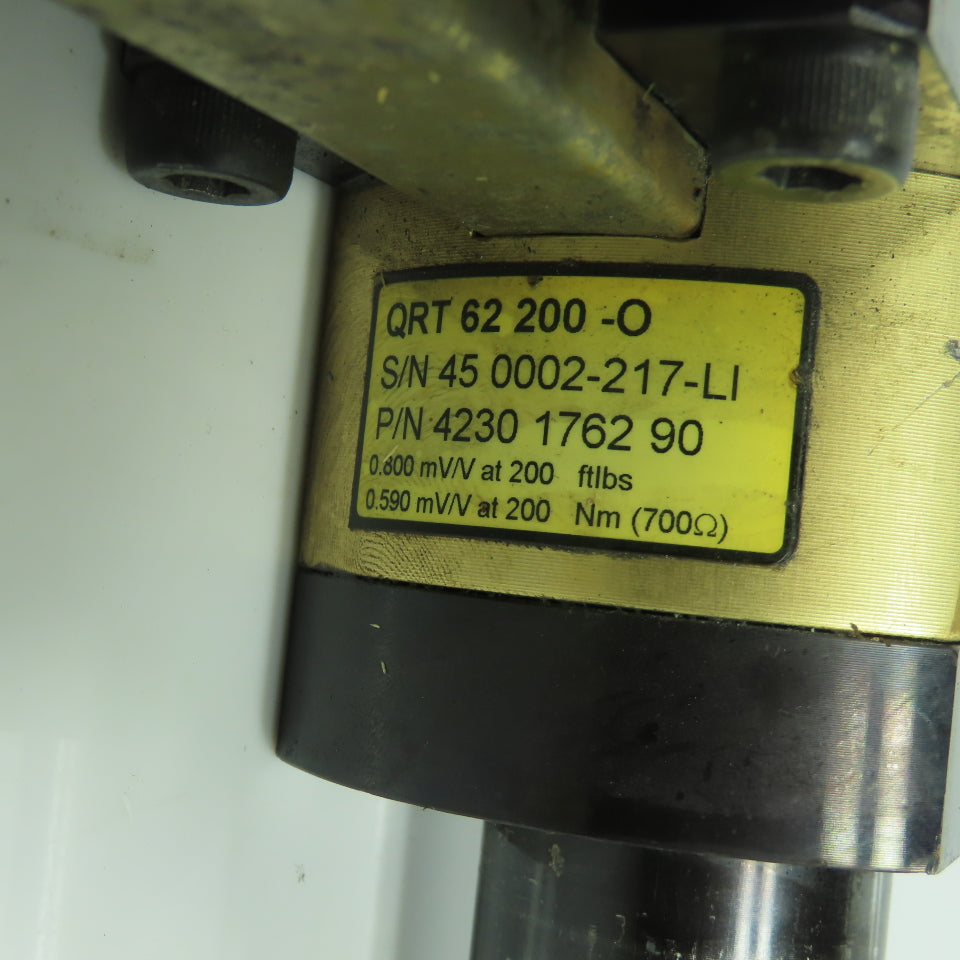 QRT 62 200 -O
S/N 45 0002-217-LI
P/N 4230 1762 90
0.800 mV/V at 200 ftlbs
0.590 mV/V at 200 Nm (700Ω)